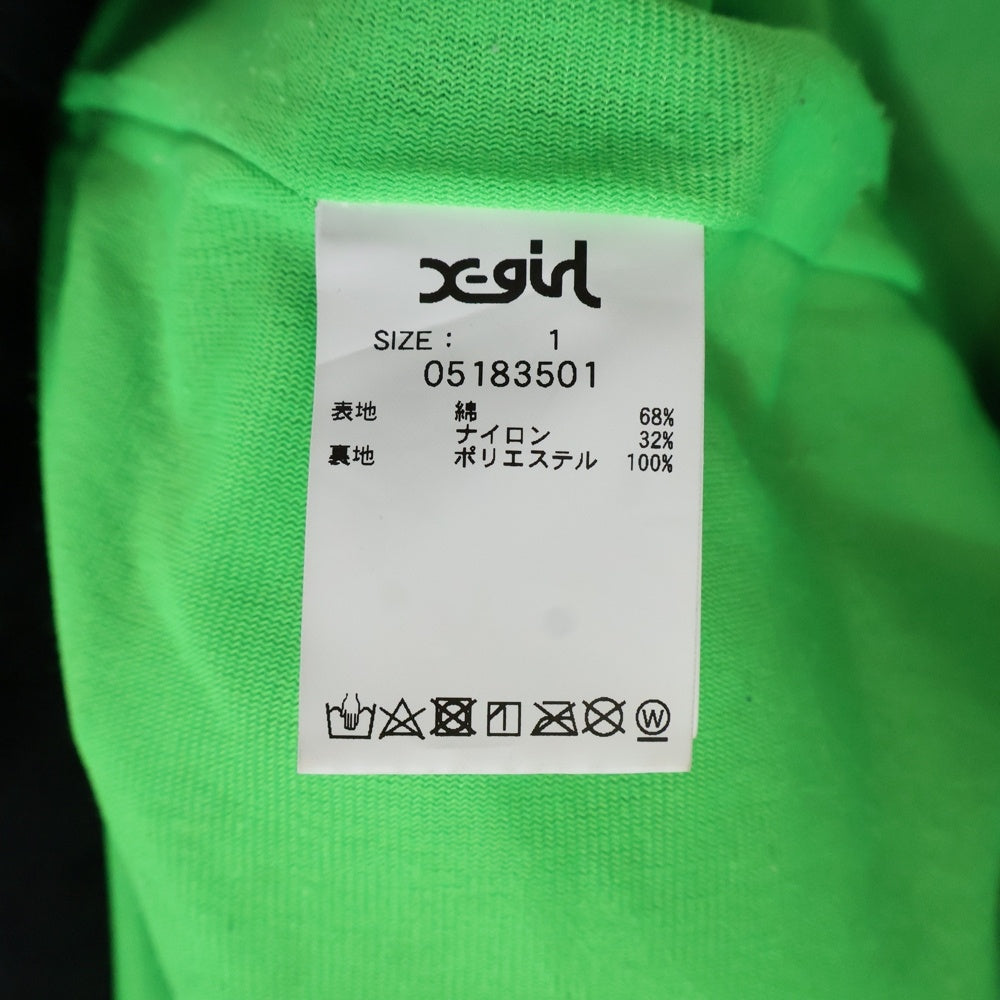 X-girl
SIZE : 1
05183501
表地 綿 68%
ナイロン 32%
裏地 ポリエステル 100%
W